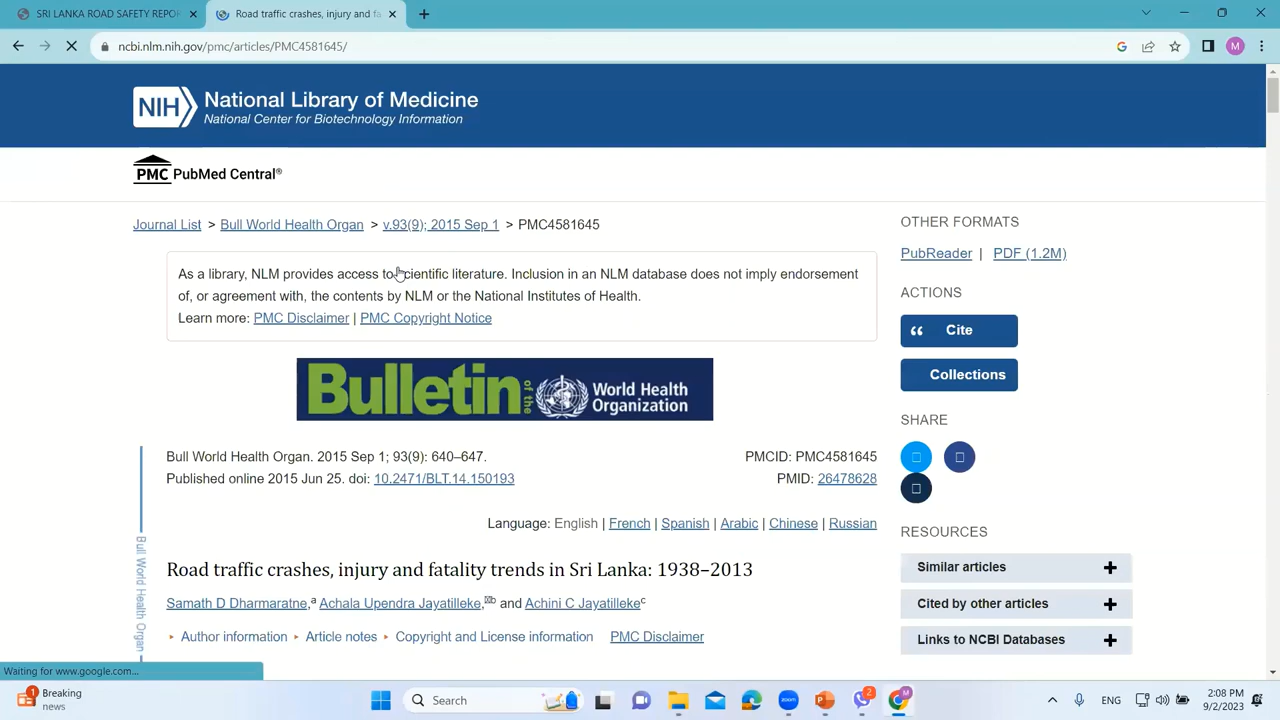 SRI LANKA ROAD SAFETY REPO
Road traffic crashes, injury and fa
ncbi.nlm.nih.gov/pmc/articles/PMC4581645/
M
NIH National Library of Medicine
National Center for Biotechnology Information
PMC PubMed Central®
Journal List > Bull World Health Organ > v.93(9); 2015 Sep 1 > PMC4581645
As a library, NLM provides access to scientific literature. Inclusion in an NLM database does not imply endorsement
of, or agreement with, the contents by NLM or the National Institutes of Health.
Learn more: PMC Disclaimer | PMC Copyright Notice
Bulletin of the World Health
Organization
Bull World Health Organ. 2015 Sep 1; 93(9): 640–647.
PMCID: PMC4581645
Published online 2015 Jun 25. doi: 10.2471/BLT.14.150193
PMID: 26478628
Language: English | French | Spanish | Arabic | Chinese | Russian
Bull World Health Organ
Road traffic crashes, injury and fatality trends in Sri Lanka: 1938–2013
Samath D Dharmaratne,a Achala Upendra Jayatilleke,b and Achini C Jayatillekec
Author information Article notes Copyright and License information PMC Disclaimer
OTHER FORMATS
PubReader | PDF (1.2M)
ACTIONS
Cite
Collections
SHARE
RESOURCES
Similar articles
Cited by other articles
Links to NCBI Databases
Waiting for www.google.com...
1
Breaking
news
Search
zoom
2
M
ENG
2:08 PM
9/2/2023